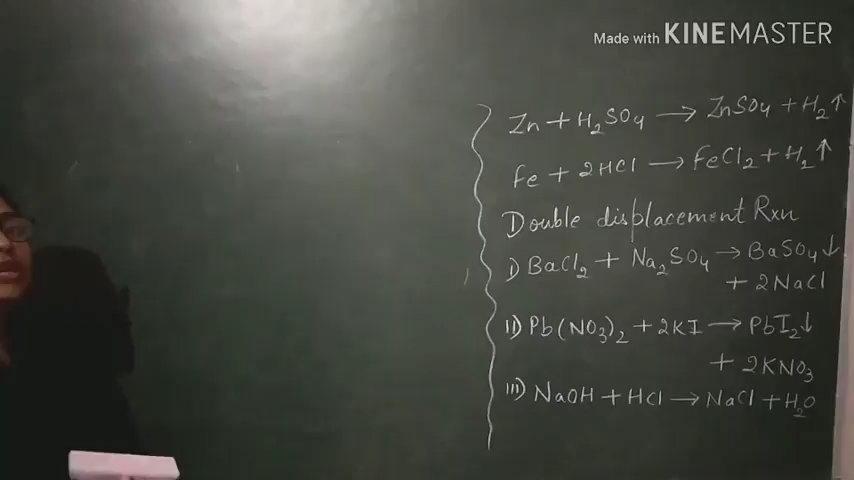 Made with KINEMASTER
Zn + H₂SO₄ → ZnSO₄ + H₂↑
Fe + 2HCl → FeCl₂ + H₂↑
Double displacement Rxn
i) BaCl₂ + Na₂SO₄ → BaSO₄↓
+ 2NaCl
ii) Pb(NO₃)₂ + 2KI → PbI₂↓
+ 2KNO₃
iii) NaOH + HCl → NaCl + H₂O